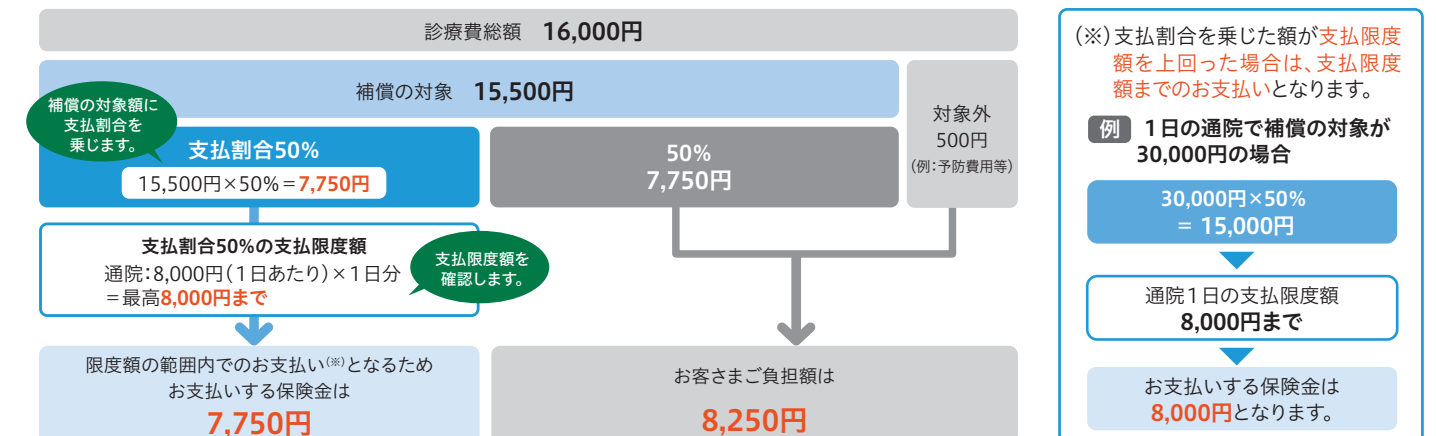 診療費総額 16,000円
補償の対象 15,500円
補償の対象額に
支払割合を
乗じます。
対象外
500円
(例:予防費用等)
支払割合50%
15,500円×50%=7,750円
50%
7,750円
支払割合50%の支払限度額
通院:8,000円(1日あたり)×1日分
=最高8,000円まで
支払限度額を
確認します。
限度額の範囲内でのお支払い(※)となるため
お支払いする保険金は
7,750円
お客さまご負担額は
8,250円
(※)支払割合を乗じた額が支払限度
額を上回った場合は、支払限度
額までのお支払いとなります。
例 1日の通院で補償の対象が
30,000円の場合
30,000円×50%
= 15,000円
通院1日の支払限度額
8,000円まで
お支払いする保険金は
8,000円となります。